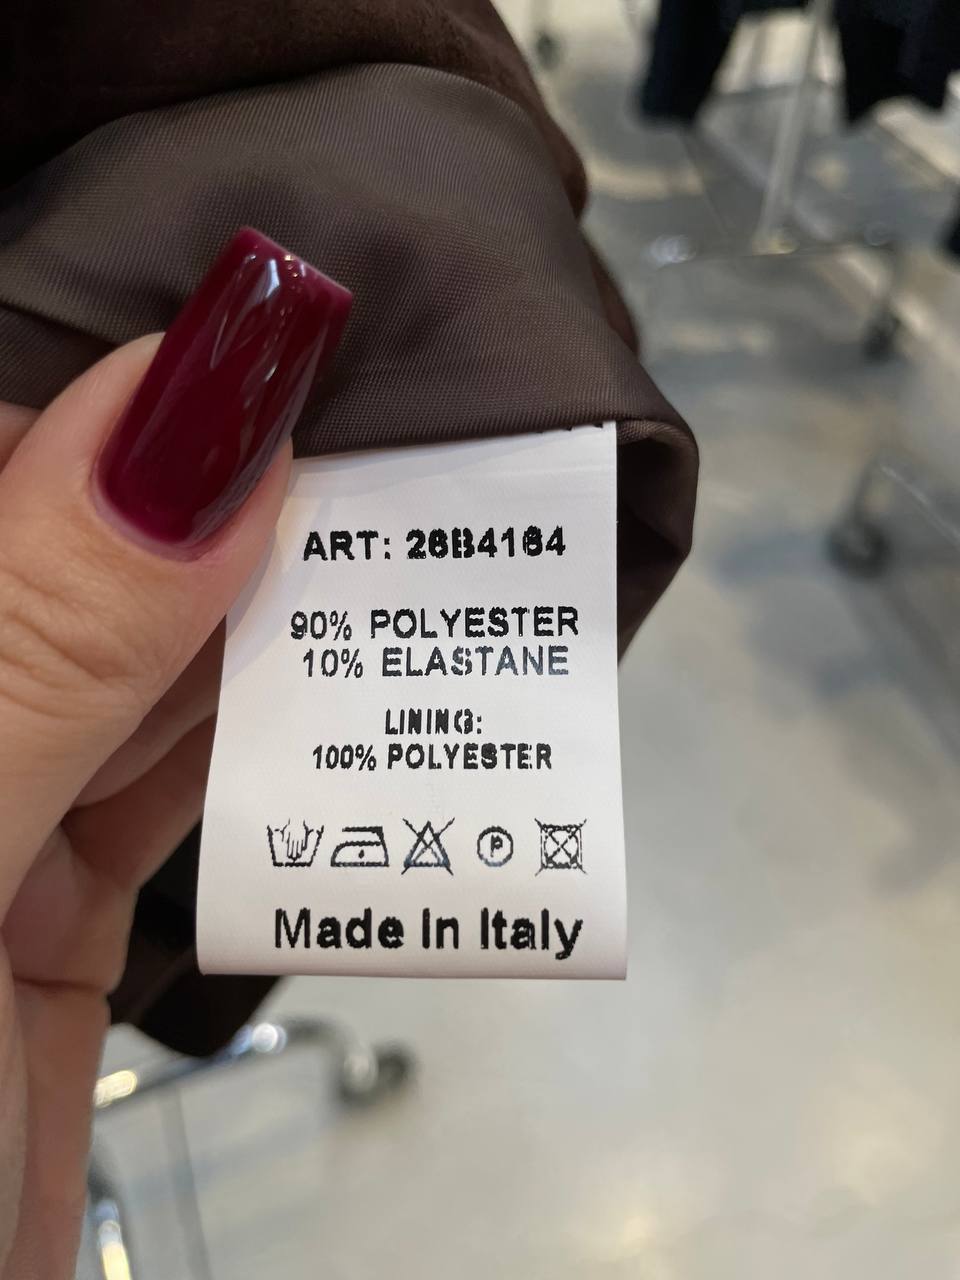 ART: 26B4164
90% POLYESTER
10% ELASTANE
LINING:
100% POLYESTER
P
Made In Italy